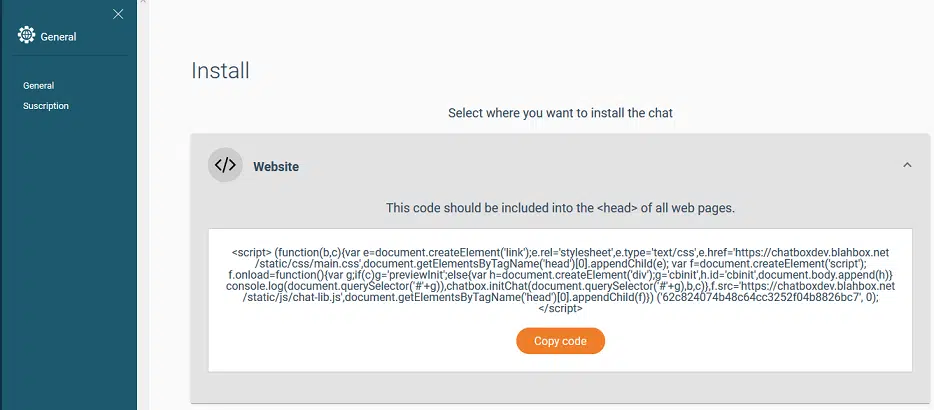 General
General
Suscription
Install
Select where you want to install the chat
</>
Website
This code should be included into the <head> of all web pages.
<script> (function(b,c){var e=document.createElement('link');e.rel='stylesheet',e.type='text/css',e.href='https://chatboxdev.blahbox.net
/static/css/main.css',document.getElementsByTagName('head')[0].appendChild(e); var f=document.createElement('script');
f.onload=function(){var g;if(c)g='previewInit';else{var h=document.createElement('div');g='cbinit',h.id='cbinit',document.body.append(h)}
console.log(document.querySelector('#'+g)),chatbox.initChat(document.querySelector('#'+g),b,c)},f.src='https://chatboxdev.blahbox.net
/static/js/chat-lib.js',document.getElementsByTagName('head')[0].appendChild(f)}) ('62c824074b48c64cc3252f04b8826bc7', 0);
</script>
Copy code